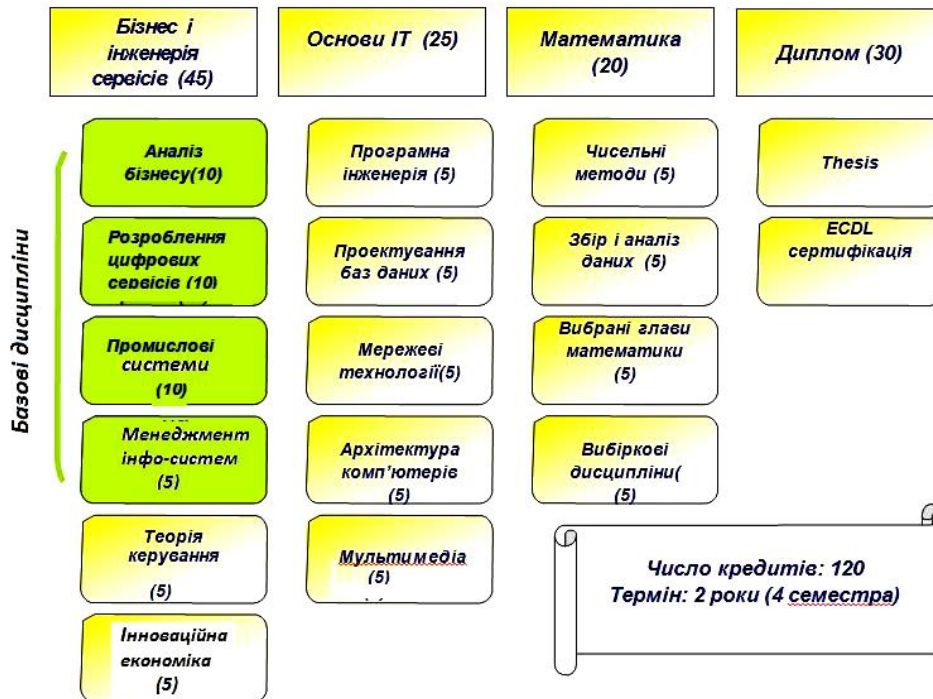 Бізнес і
інженерія
сервісів (45)
Основи ІТ (25)
Математика
(20)
Диплом (30)
Базові дисципліни
Аналіз
бізнесу(10)
Розроблення
цифрових
сервісів (10)
Промислові
системи
(10)
Менеджмент
інфо-систем
(5)
Теорія
керування
(5)
Інноваційна
економіка
(5)
Програмна
інженерія (5)
Проектування
баз даних (5)
Мережеві
технології(5)
Архітектура
комп'ютерів
(5)
Мультимедіа
(5)
Чисельні
методи (5)
Збір і аналіз
даних (5)
Вибрані глави
математики
(5)
Вибіркові
дисципліни(
(5)
Thesis
ECDL
сертифікація
Число кредитів: 120
Термін: 2 роки (4 семестра)